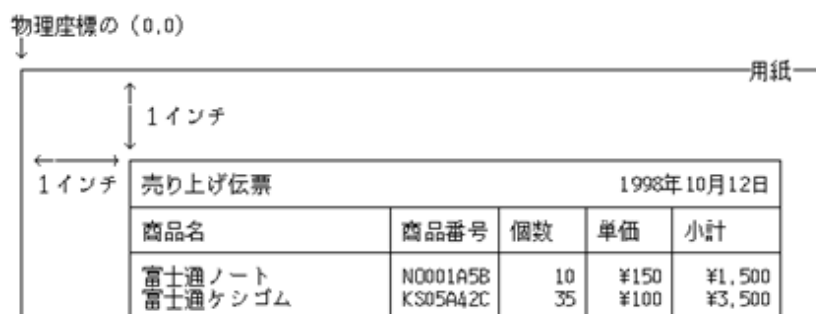 物理座標の (0,0)
用紙
1インチ
1インチ 売り上げ伝票 1998年10月12日
商品名 商品番号 個数 単価 小計
富士通ノート NO001A5B 10 ¥150 ¥1,500
富士通ケシゴム KS05A42C 35 ¥100 ¥3,500